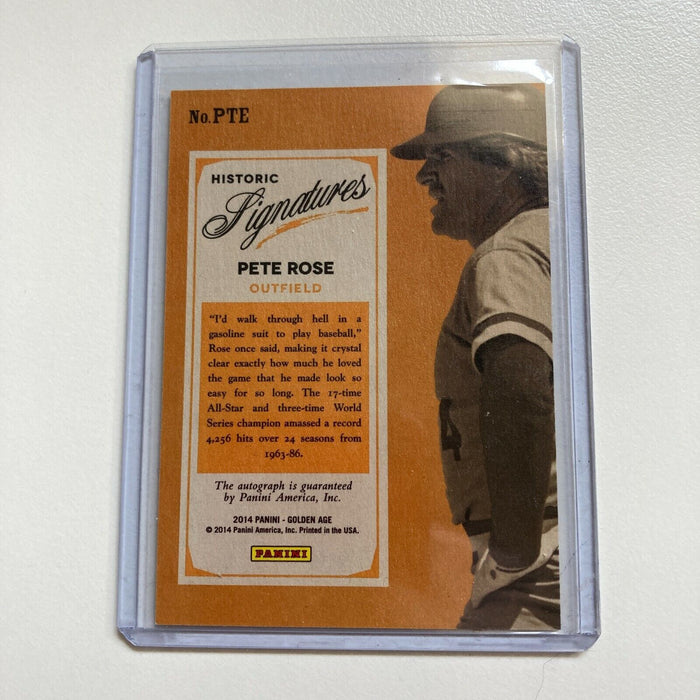 No. PTE
HISTORIC
Signatures
PETE ROSE
OUTFIELD
“I’d walk through hell in a
gasoline suit to play baseball,”
Rose once said, making it crystal
clear exactly how much he loved
the game that he made look so
easy for so long. The 17-time
All-Star and three-time World
Series champion amassed a record
4,256 hits over 24 seasons from
1963-86.
The autograph is guaranteed
by Panini America, Inc.
2014 PANINI - GOLDEN AGE
© 2014 Panini America, Inc. Printed in the USA.
PANINI
4